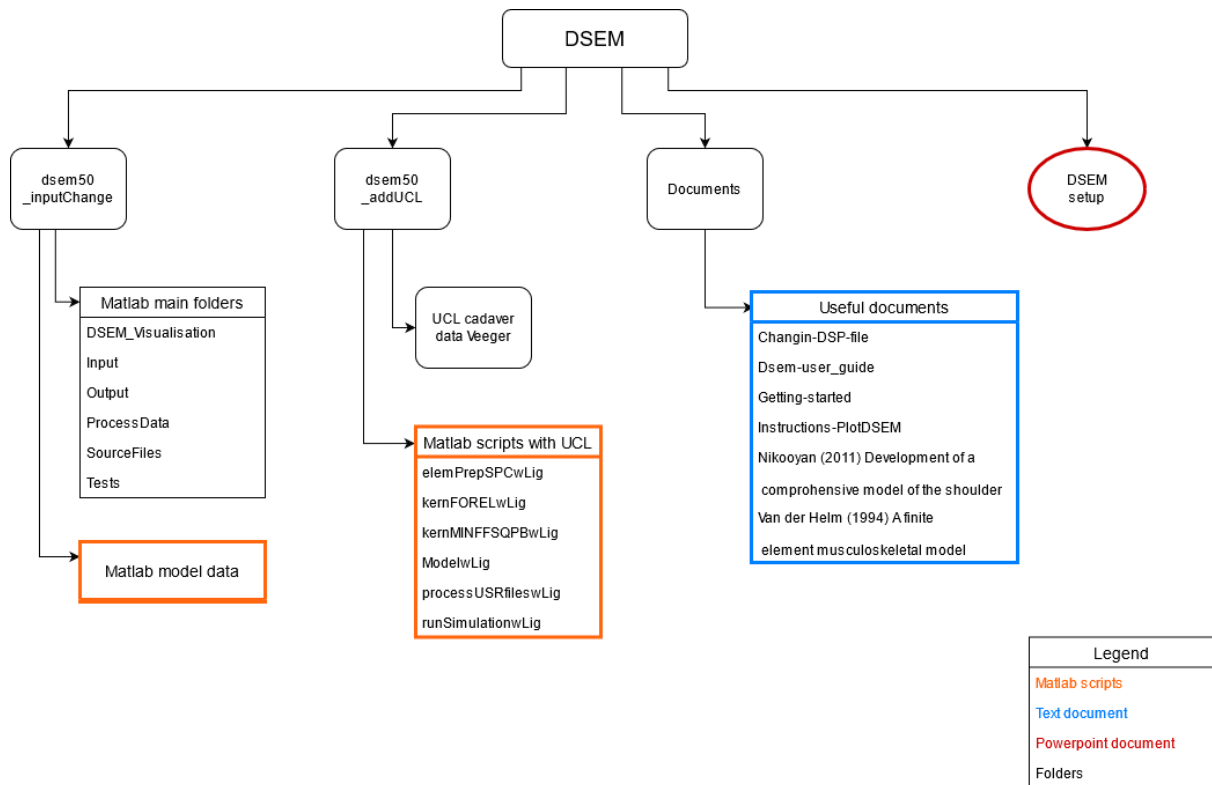 DSEM
dsem50
_inputChange
dsem50
_addUCL
Documents
DSEM
setup
Matlab main folders
DSEM_Visualisation
Input
Output
ProcessData
SourceFiles
Tests
Matlab model data
UCL cadaver
data Veeger
Matlab scripts with UCL
elemPrepSPCwLig
kernFORELwLig
kernMINFFSQPBwLig
ModelwLig
processUSRfileswLig
runSimulationwLig
Useful documents
Changin-DSP-file
Dsem-user_guide
Getting-started
Instructions-PlotDSEM
Nikooyan (2011) Development of a
comprohensive model of the shoulder
Van der Helm (1994) A finite
element musculoskeletal model
Legend
Matlab scripts
Text document
Powerpoint document
Folders